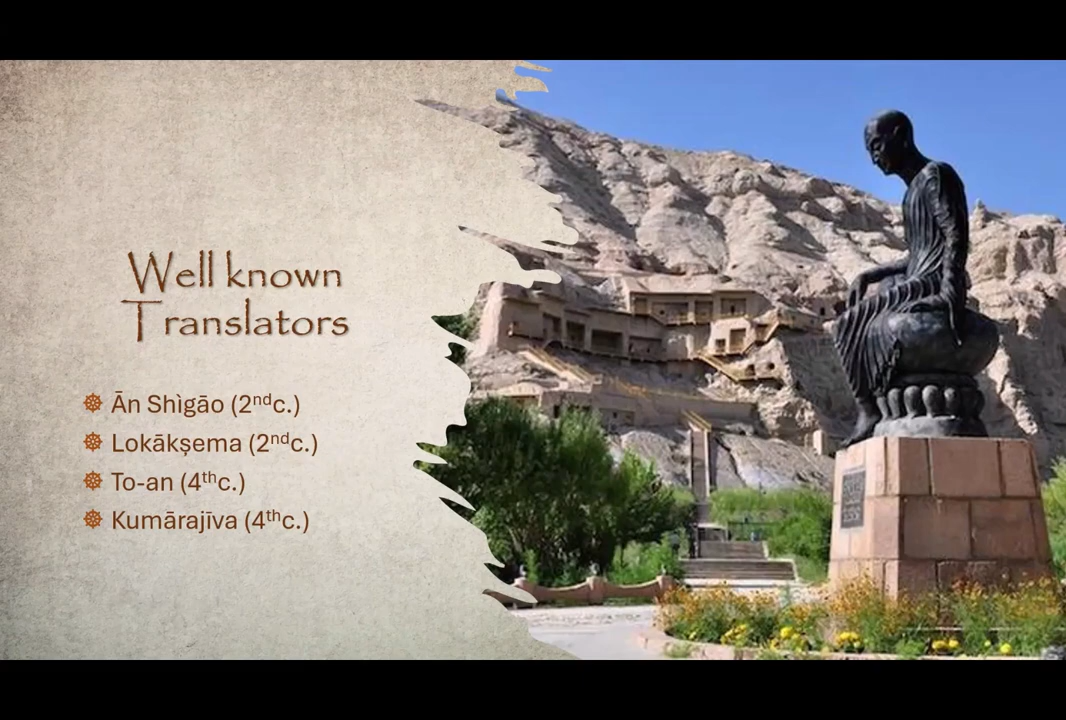 Well known
Translators
Ān Shìgāo (2ndc.)
Lokākṣema (2ndc.)
To-an (4thc.)
Kumārajīva (4thc.)